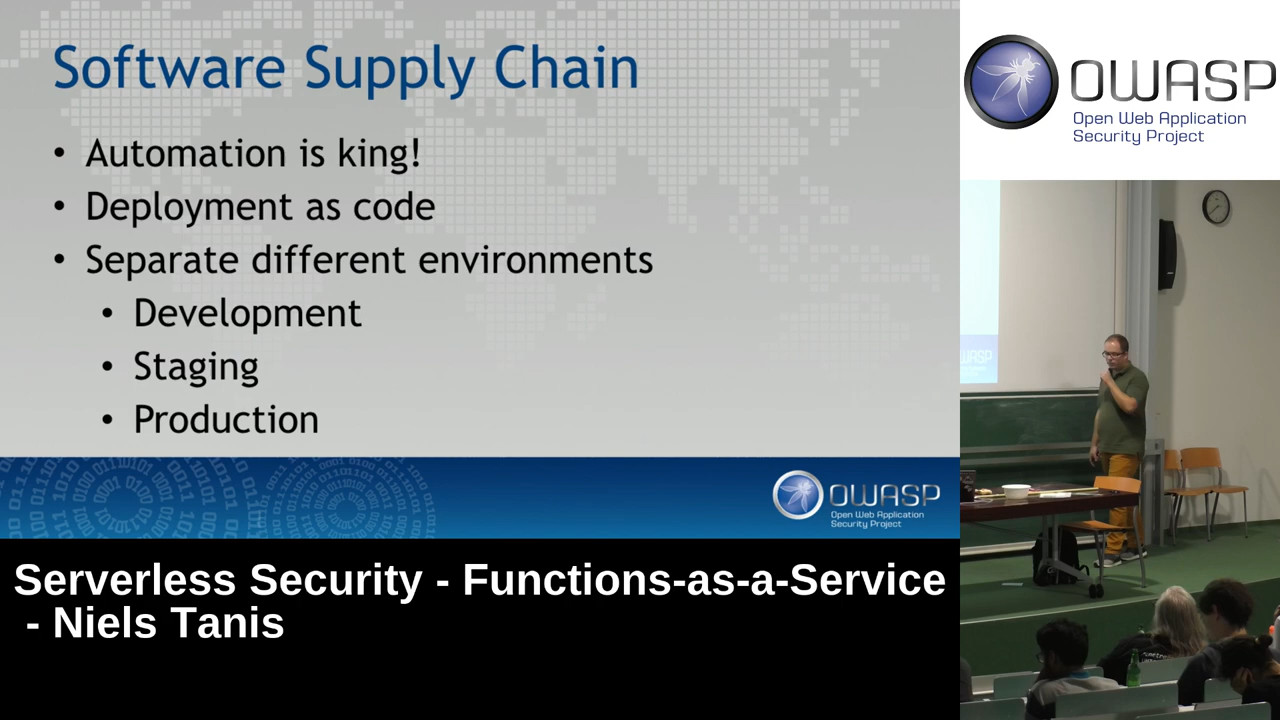 Software Supply Chain
• Automation is king!
• Deployment as code
• Separate different environments
• Development
• Staging
• Production
OWASP
Open Web Application
Security Project
Serverless Security - Functions-as-a-Service
- Niels Tanis
OWASP
Open Web Application
Security Project